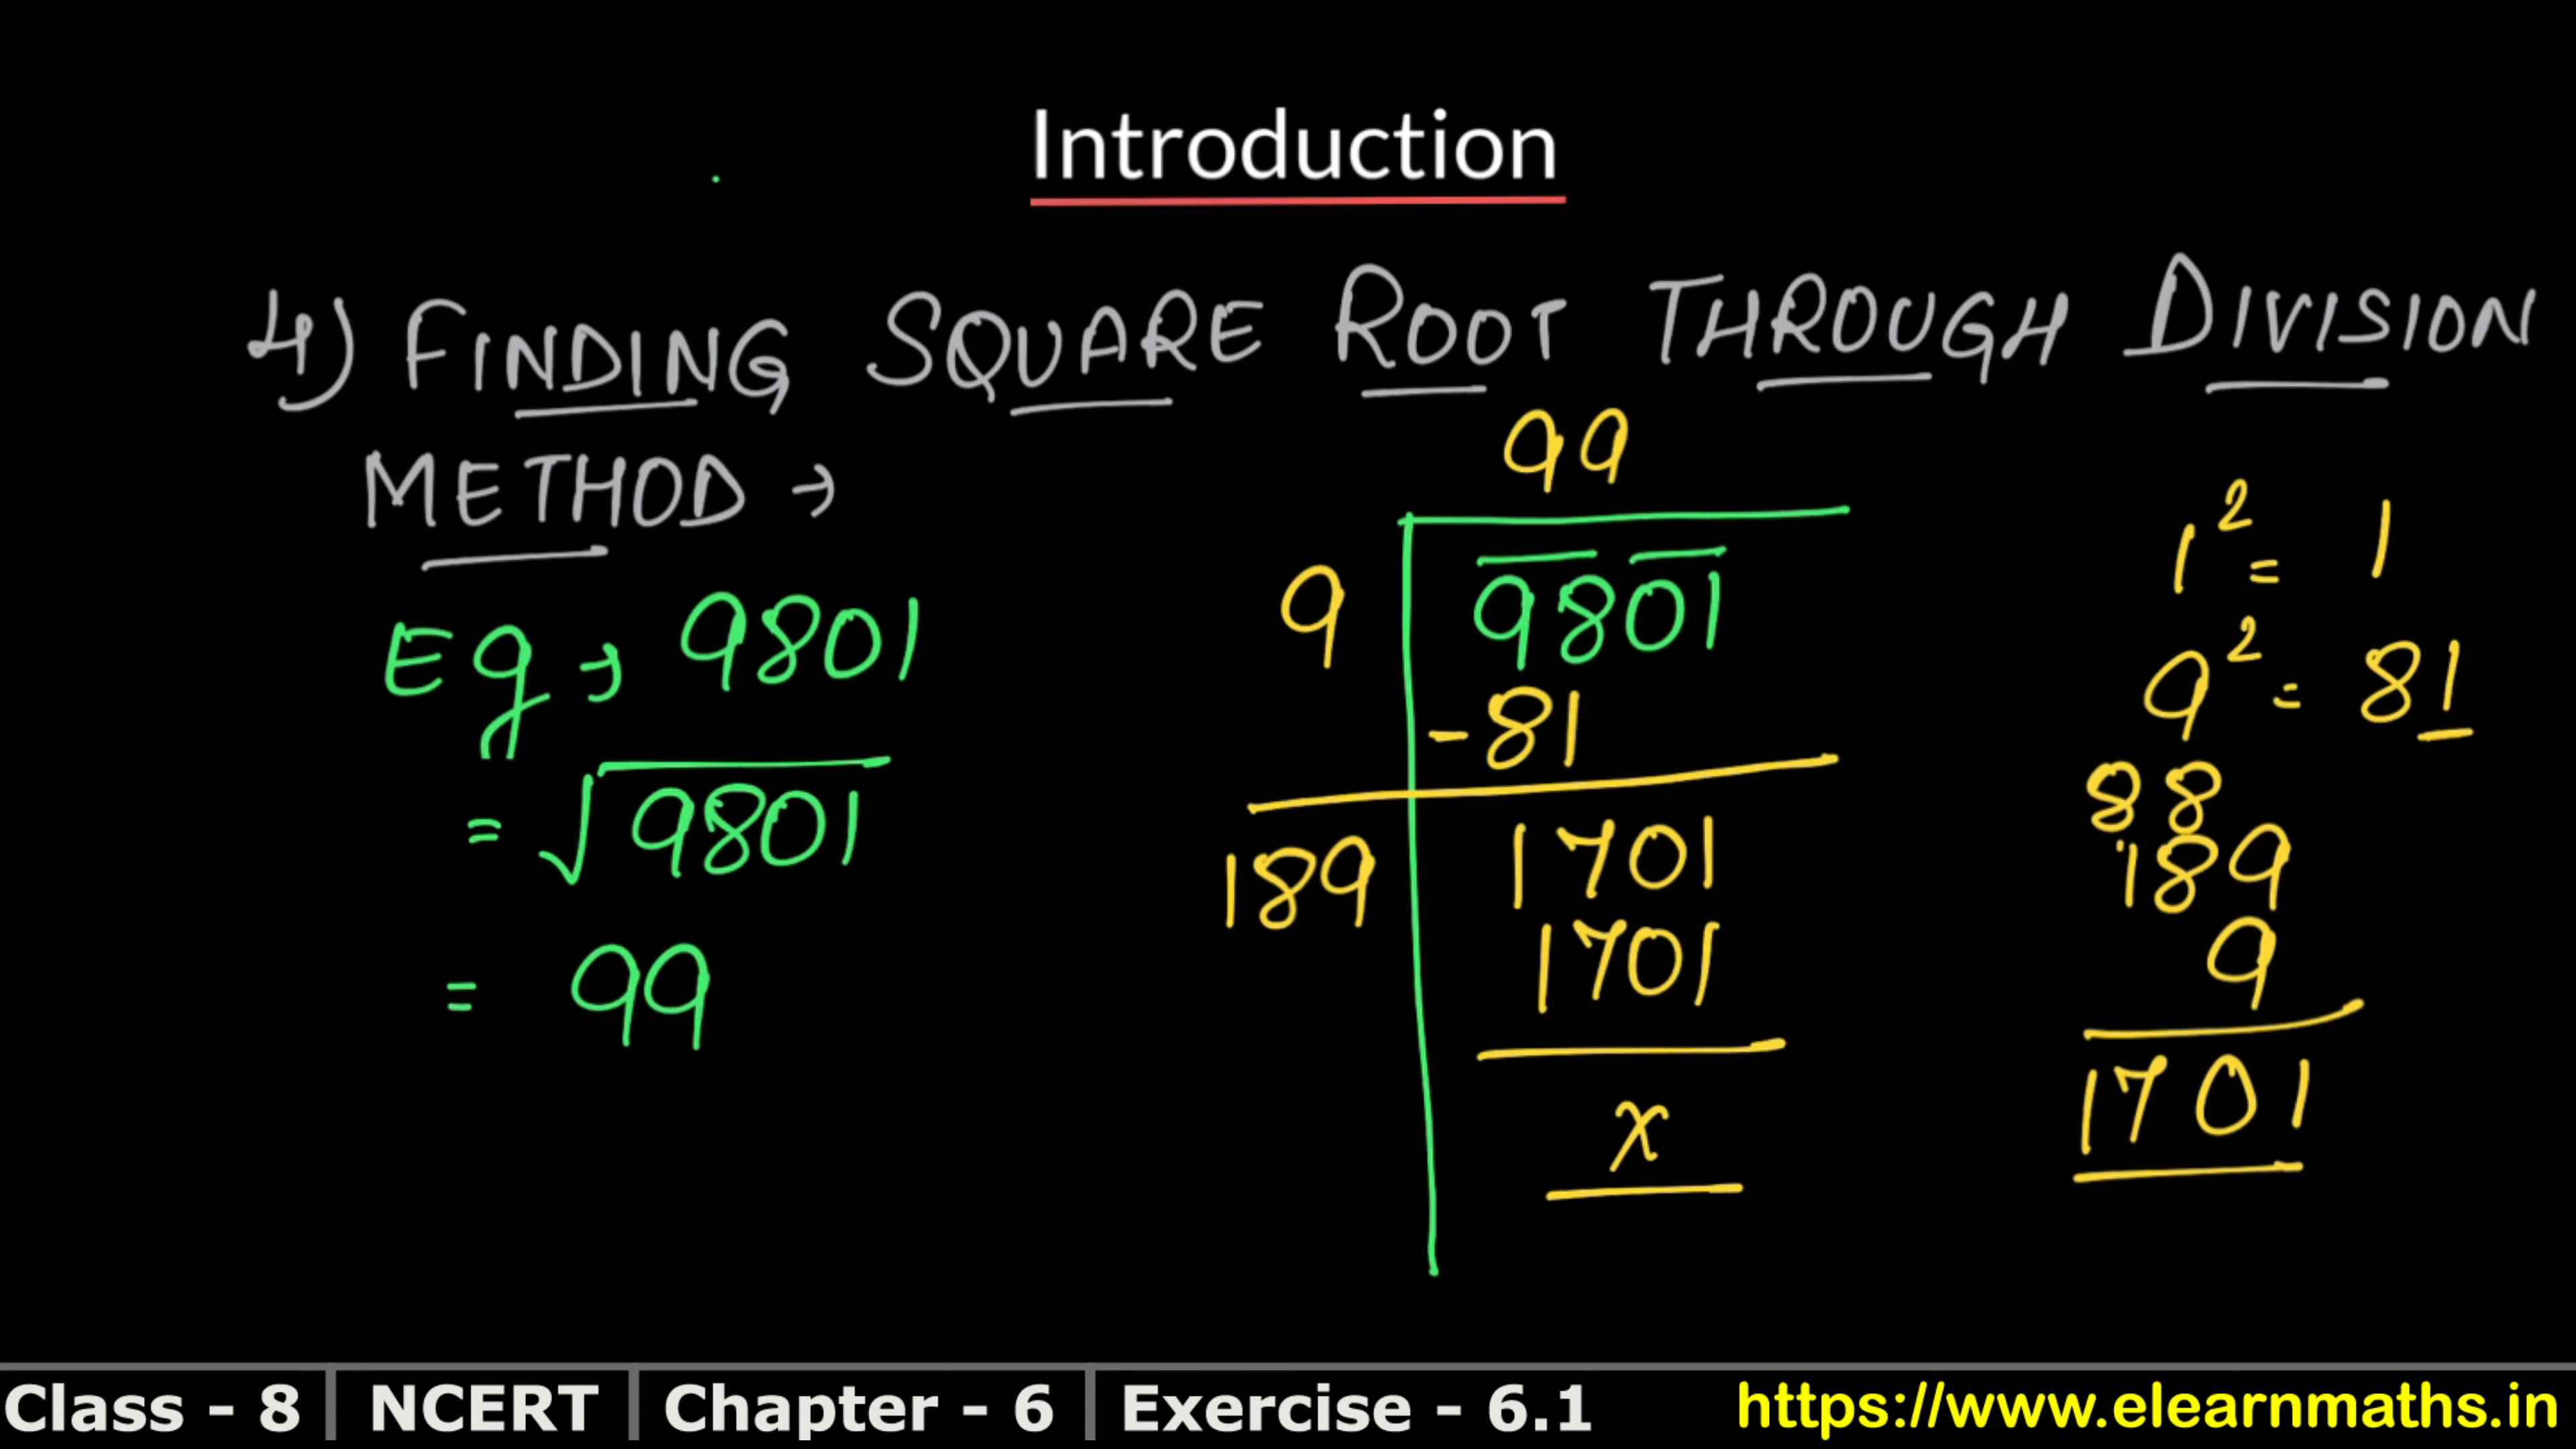 Introduction
4) FINDING SQUARE ROOT THROUGH DIVISION
METHOD →
Eg → 9801
= √9801
= 99
99
9 9801
-81
189 1701
1701
x
1² = 1
9² = 81
88
189
9
1701
Class - 8 | NCERT | Chapter - 6 | Exercise - 6.1 https://www.elearnmaths.in